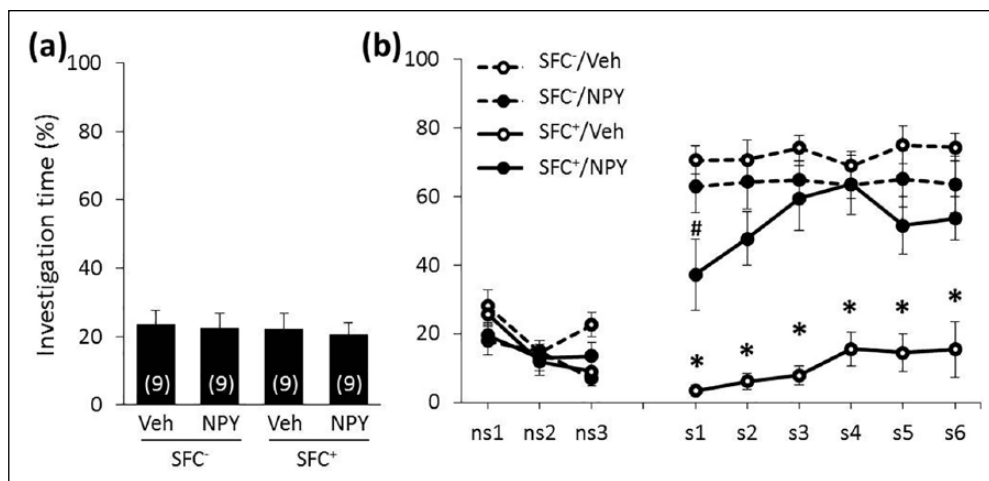 (a)
100
80
60
40
20
0
Investigation time (%)
(9) (9) (9) (9)
Veh NPY Veh NPY
SFC⁻ SFC⁺
(b)
100
80
60
40
20
0
SFC⁻/Veh
SFC⁻/NPY
SFC⁺/Veh
SFC⁺/NPY
#
* * * * * *
ns1 ns2 ns3 s1 s2 s3 s4 s5 s6